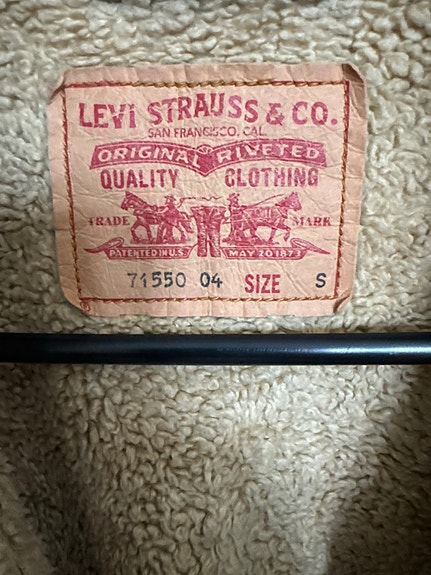 LEVI STRAUSS & CO.
SAN FRANCISCO, CAL.
ORIGINAL RIVETED
QUALITY CLOTHING
TRADE MARK
PATENTED IN U.S. MAY 20 1873
71550 04 SIZE S